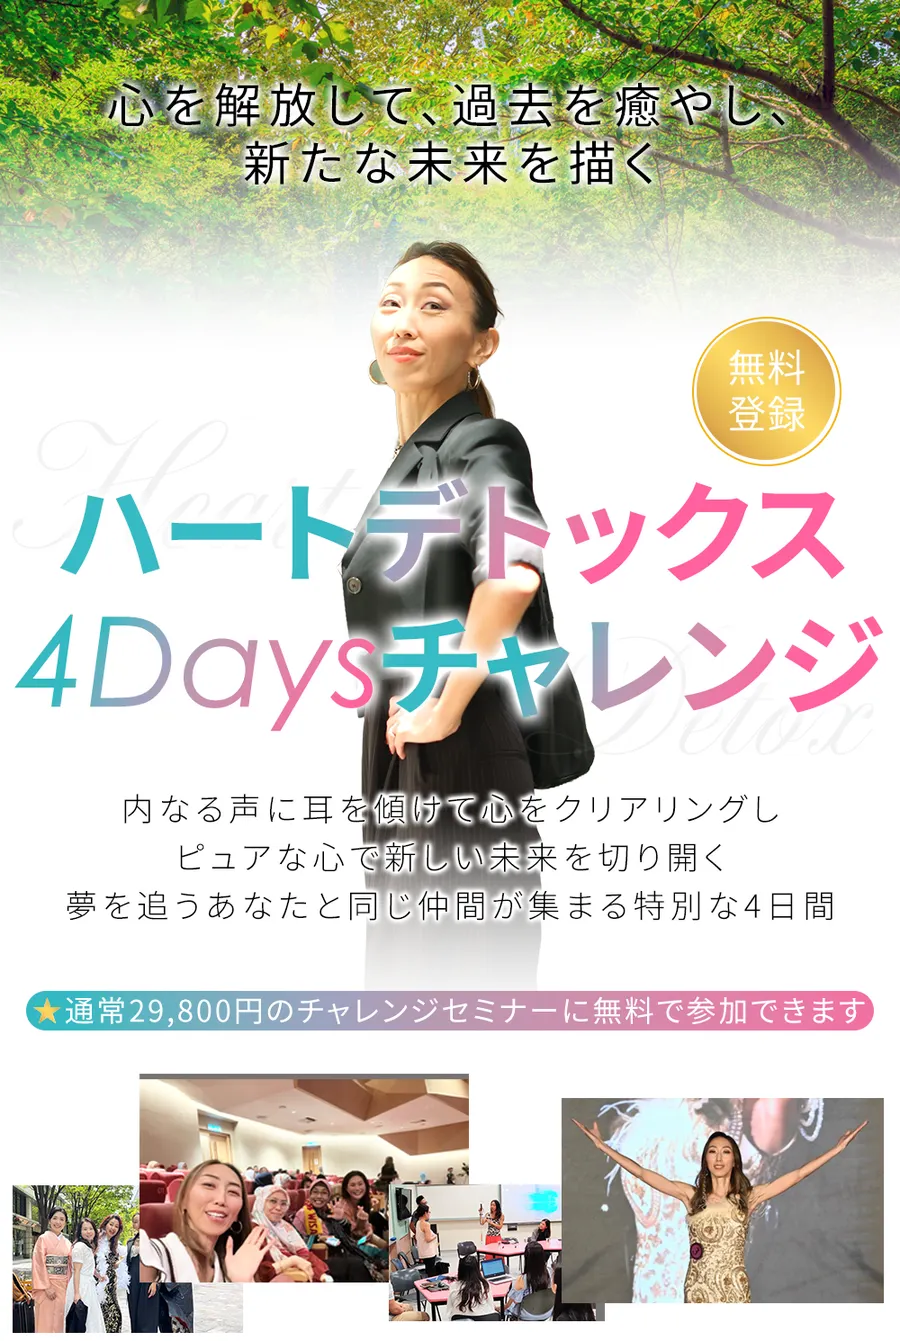 心を解放して、過去を癒やし、
新たな未来を描く
無料
登録
Heart
ハートデトックス
4Daysチャレンジ
Detox
内なる声に耳を傾けて心をクリアリングし
ピュアな心で新しい未来を切り開く
夢を追うあなたと同じ仲間が集まる特別な4日間
⭐通常29,800円のチャレンジセミナーに無料で参加できます